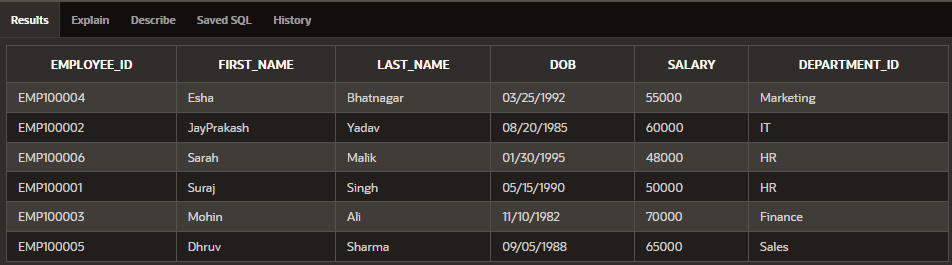 Results Explain Describe Saved SQL History
EMPLOYEE_ID FIRST_NAME LAST_NAME DOB SALARY DEPARTMENT_ID
EMP100004 Esha Bhatnagar 03/25/1992 55000 Marketing
EMP100002 JayPrakash Yadav 08/20/1985 60000 IT
EMP100006 Sarah Malik 01/30/1995 48000 HR
EMP100001 Suraj Singh 05/15/1990 50000 HR
EMP100003 Mohin Ali 11/10/1982 70000 Finance
EMP100005 Dhruv Sharma 09/05/1988 65000 Sales